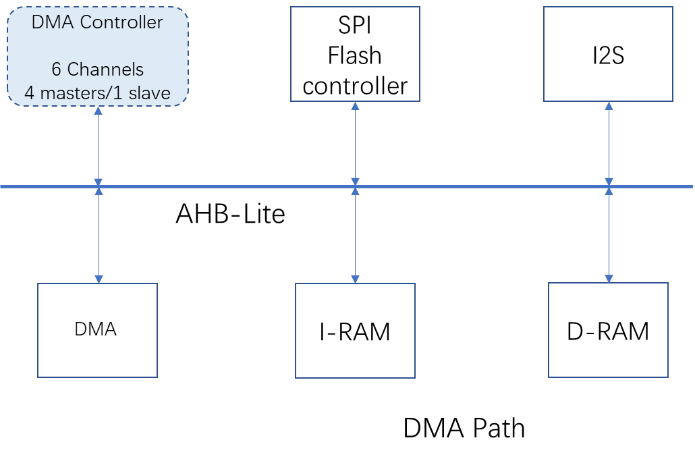 DMA Controller
6 Channels
4 masters/1 slave
SPI
Flash
controller
I2S
AHB-Lite
DMA
I-RAM
D-RAM
DMA Path